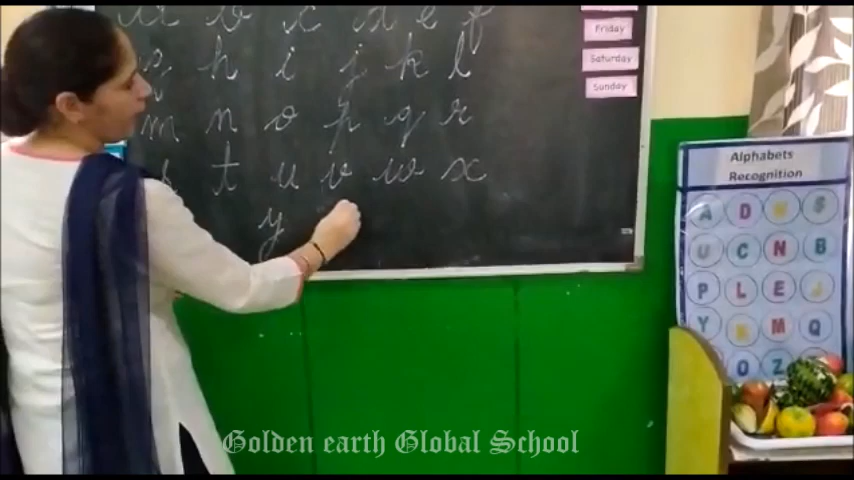 a b c d e f
Friday
g h i j k l
Saturday
Sunday
m n o p q r
s t u v w x
y
Alphabets
Recognition
A D W S
U C N B
P L E J
Y R M Q
O Z
Golden earth Global School